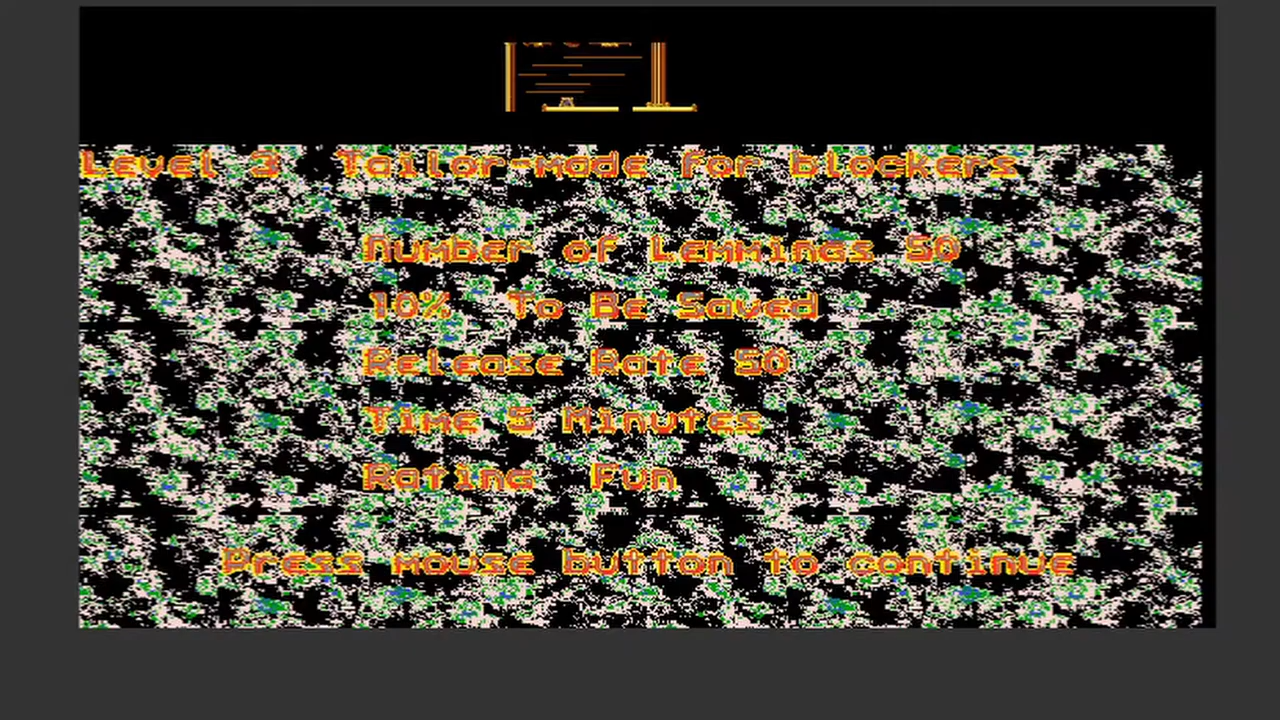 Level 3 Tailor-made for blockers
Number of Lemmings 50
10% To Be Saved
Release Rate 50
Time 5 Minutes
Rating Fun
Press mouse button to continue